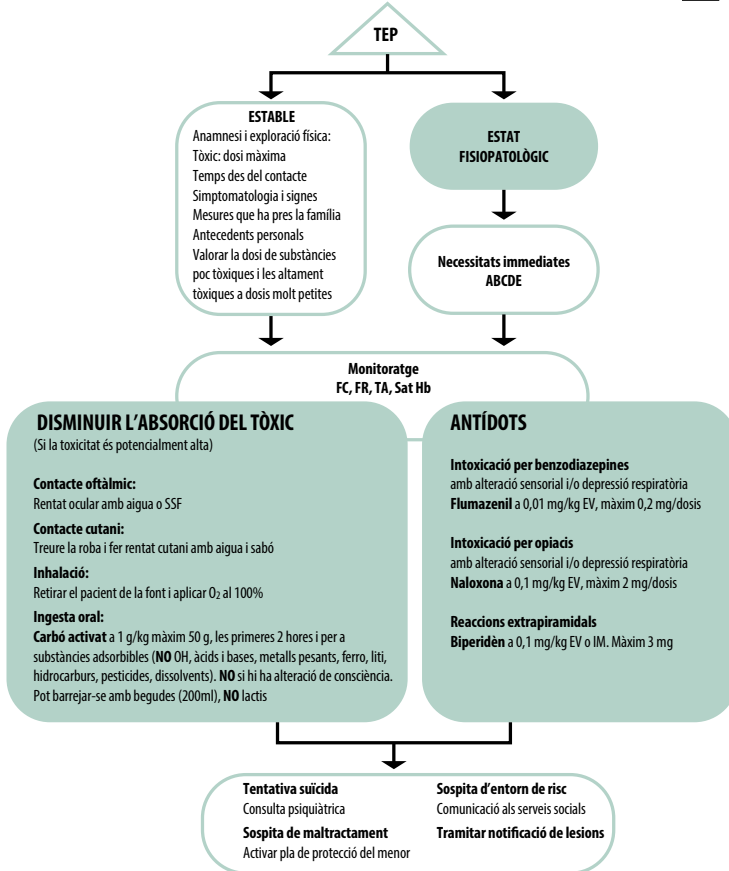 TEP
ESTABLE
Anamnesi i exploració física:
Tòxic: dosi màxima
Temps des del contacte
Simptomatologia i signes
Mesures que ha pres la família
Antecedents personals
Valorar la dosi de substàncies
poc tòxiques i les altament
tòxiques a dosis molt petites
ESTAT
FISIOPATOLÒGIC
Necessitats immediates
ABCDE
Monitoratge
FC, FR, TA, Sat Hb
DISMINUIR L'ABSORCIÓ DEL TÒXIC
(Si la toxicitat és potencialment alta)
Contacte oftàlmic:
Rentat ocular amb aigua o SSF
Contacte cutani:
Treure la roba i fer rentat cutani amb aigua i sabó
Inhalació:
Retirar el pacient de la font i aplicar O₂ al 100%
Ingesta oral:
Carbó activat a 1 g/kg màxim 50 g, les primeres 2 hores i per a
substàncies adsorbibles (NO OH, àcids i bases, metalls pesants, ferro, liti,
hidrocarburs, pesticides, dissolvents). NO si hi ha alteració de consciència.
Pot barrejar-se amb begudes (200ml), NO lactis
ANTÍDOTS
Intoxicació per benzodiazepines
amb alteració sensorial i/o depressió respiratòria
Flumazenil a 0,01 mg/kg EV, màxim 0,2 mg/dosis
Intoxicació per opiacis
amb alteració sensorial i/o depressió respiratòria
Naloxona a 0,1 mg/kg EV, màxim 2 mg/dosis
Reaccions extrapiramidals
Biperidèn a 0,1 mg/kg EV o IM. Màxim 3 mg
Tentativa suïcida
Consulta psiquiàtrica
Sospita de maltractament
Activar pla de protecció del menor
Sospita d'entorn de risc
Comunicació als serveis socials
Tramitar notificació de lesions